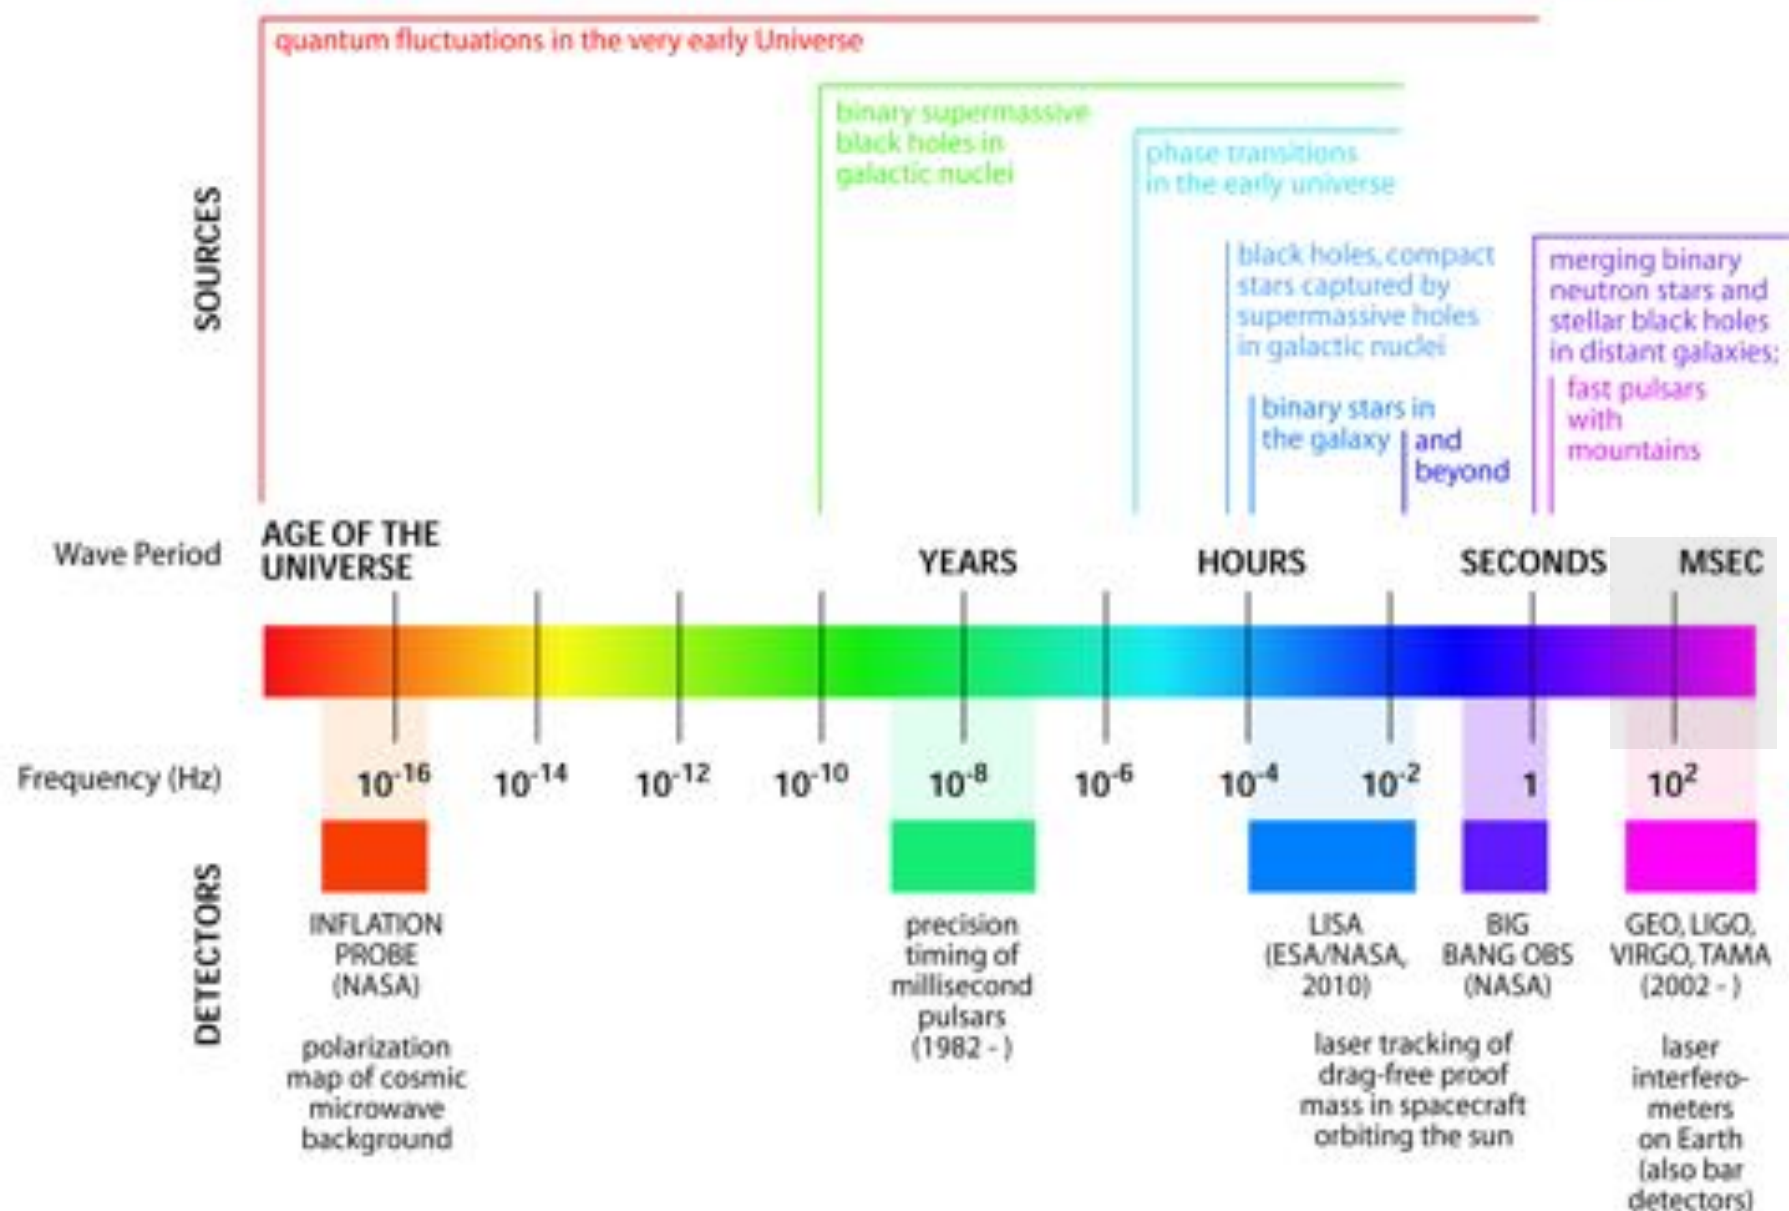 quantum fluctuations in the very early Universe
binary supermassive
black holes in
galactic nuclei
phase transitions
in the early universe
SOURCES
black holes, compact
stars captured by
supermassive holes
in galactic nuclei
merging binary
neutron stars and
stellar black holes
in distant galaxies;
fast pulsars
with
mountains
binary stars in
the galaxy
and
beyond
Wave Period
AGE OF THE
UNIVERSE
YEARS
HOURS
SECONDS
MSEC
Frequency (Hz)
10⁻¹⁶
10⁻¹⁴
10⁻¹²
10⁻¹⁰
10⁻⁸
10⁻⁶
10⁻⁴
10⁻²
1
10²
DETECTORS
INFLATION
PROBE
(NASA)
polarization
map of cosmic
microwave
background
precision
timing of
millisecond
pulsars
(1982 - )
LISA
(ESA/NASA,
2010)
BIG
BANG OBS
(NASA)
laser tracking of
drag-free proof
mass in spacecraft
orbiting the sun
GEO, LIGO,
VIRGO, TAMA
(2002 - )
laser
interfero-
meters
on Earth
(also bar
detectors)